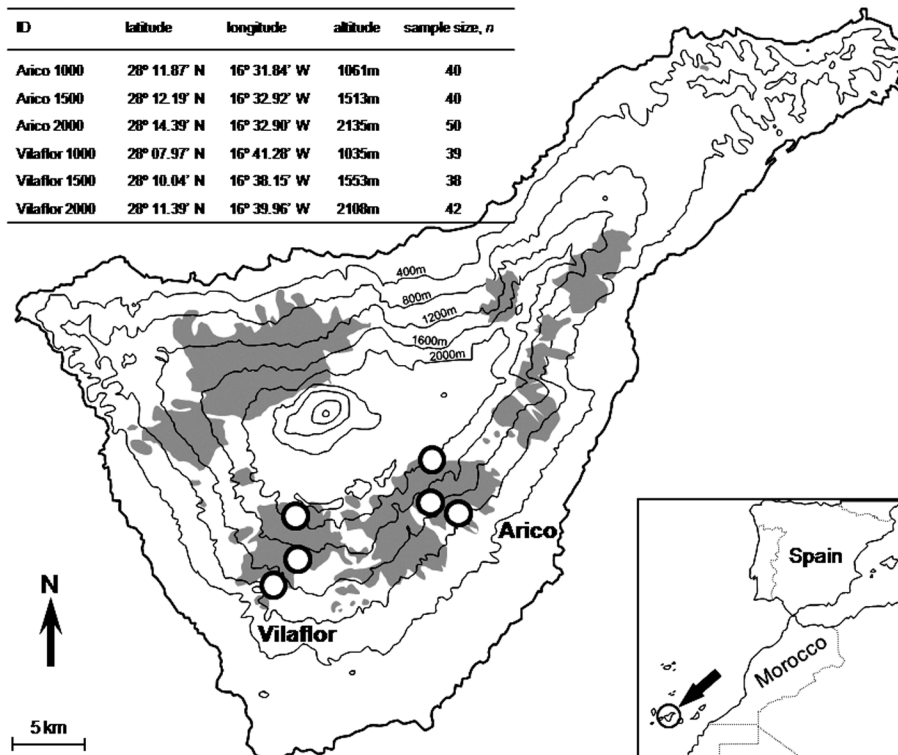 ID latitude longitude altitude sample size, n
Arico 1000 28° 11.87' N 16° 31.84' W 1061m 40
Arico 1500 28° 12.19' N 16° 32.92' W 1513m 40
Arico 2000 28° 14.39' N 16° 32.90' W 2135m 50
Vilaflor 1000 28° 07.97' N 16° 41.28' W 1035m 39
Vilaflor 1500 28° 10.04' N 16° 38.15' W 1553m 38
Vilaflor 2000 28° 11.39' N 16° 39.96' W 2108m 42
400m
800m
1200m
1600m
2000m
Arico
Vilaflor
N
5 km
Spain
Morocco